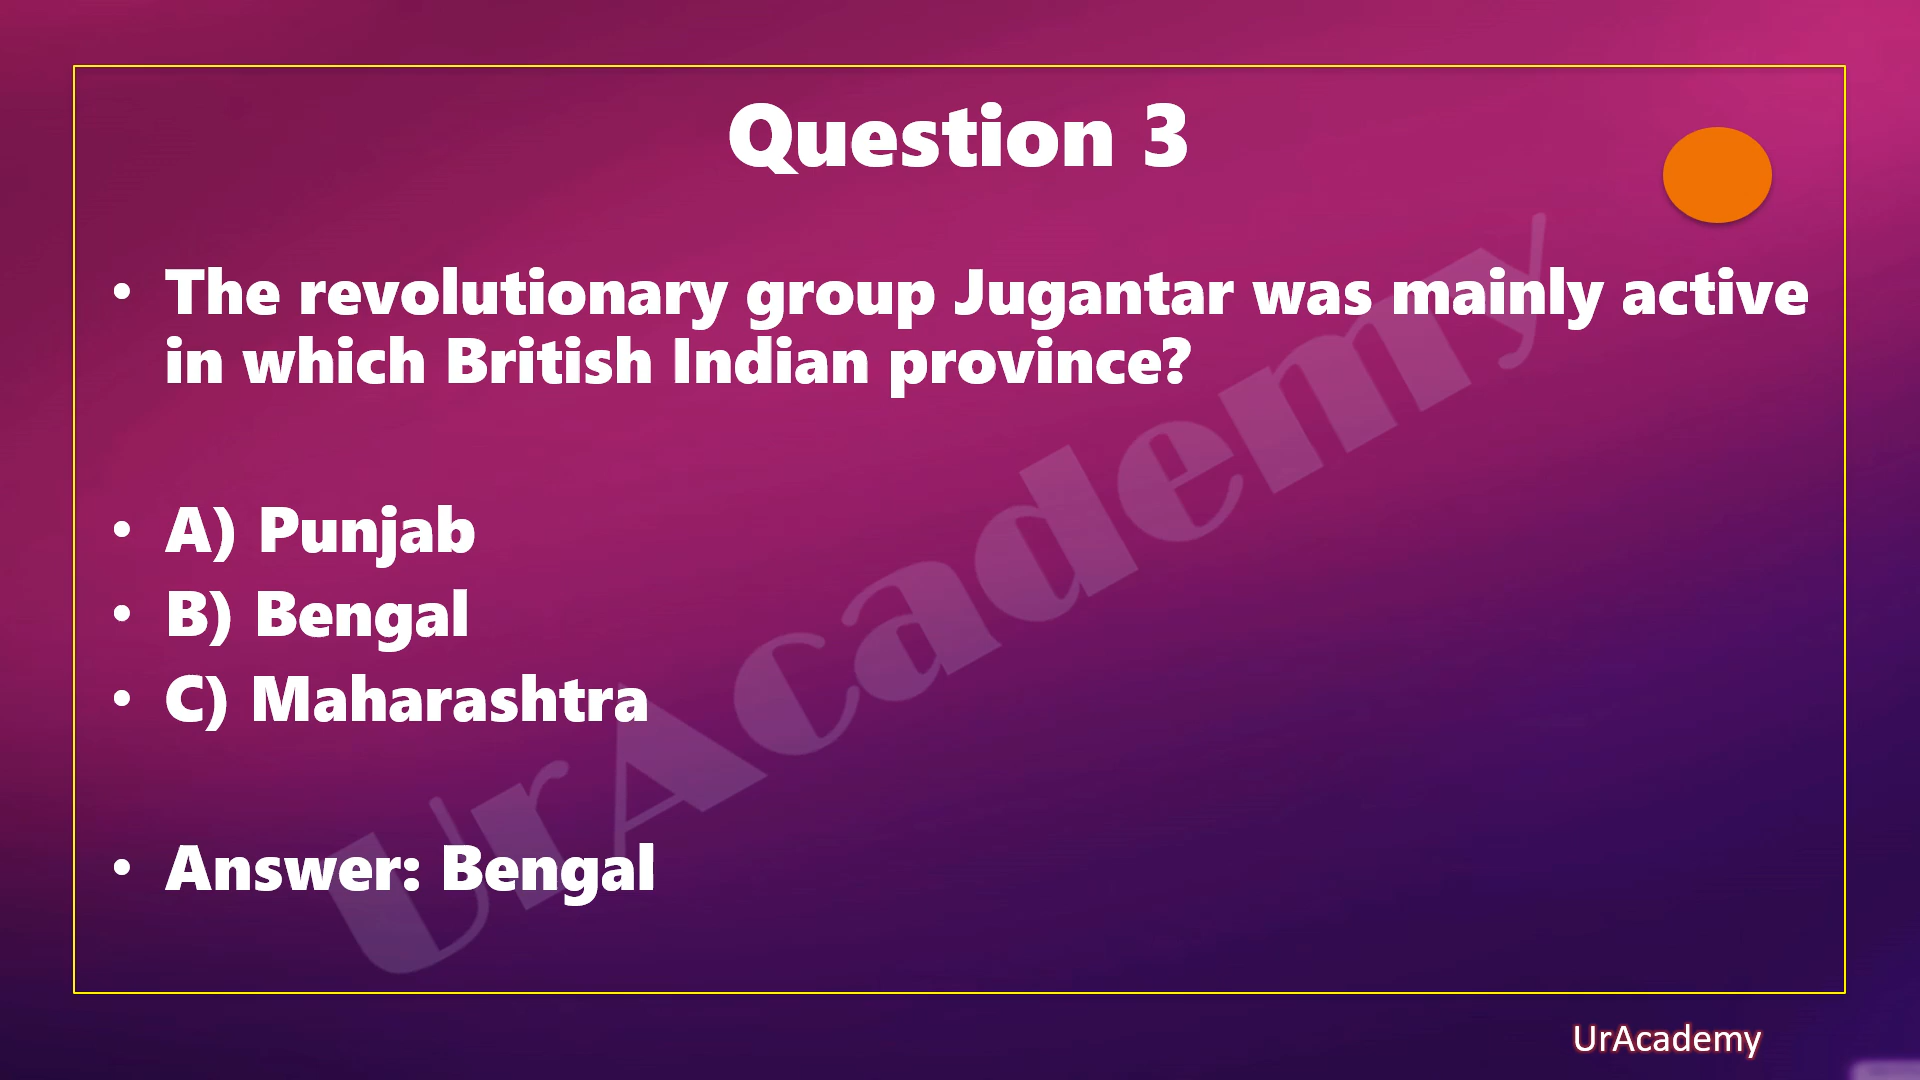 Question 3
• The revolutionary group Jugantar was mainly active
in which British Indian province?
• A) Punjab
• B) Bengal
• C) Maharashtra
• Answer: Bengal
UrAcademy
UrAcademy